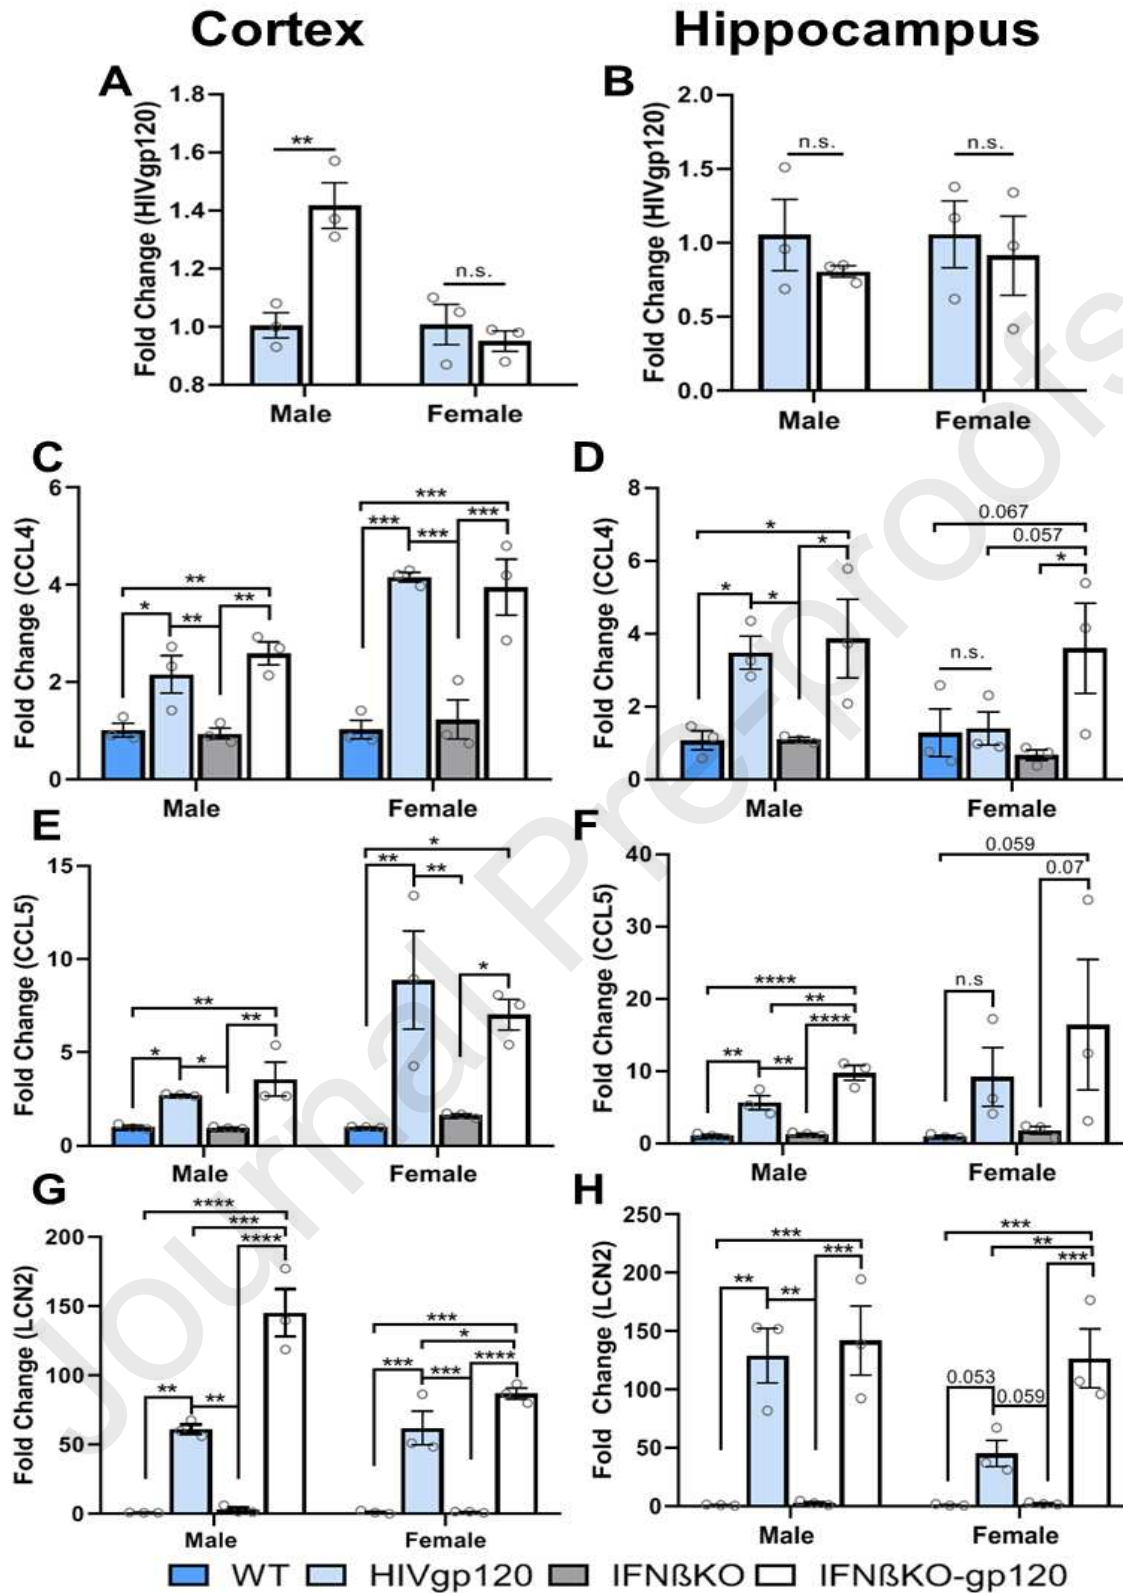 Cortex
Hippocampus
A
Fold Change (HIVgp120)
1.8
1.6
1.4
1.2
1.0
0.8
**
n.s.
Male
Female
B
Fold Change (HIVgp120)
2.0
1.5
1.0
0.5
0.0
n.s.
n.s.
Male
Female
C
Fold Change (CCL4)
6
4
2
0
**
*
**
**
***
***
***
***
Male
Female
D
Fold Change (CCL4)
8
6
4
2
0
*
*
*
*
0.067
0.057
*
n.s.
Male
Female
E
Fold Change (CCL5)
15
10
5
0
**
**
*
*
*
**
**
*
Male
Female
F
Fold Change (CCL5)
40
30
20
10
0
****
**
****
**
**
0.059
0.07
n.s
Male
Female
G
Fold Change (LCN2)
200
150
100
50
0
****
***
****
**
**
***
*
***
***
****
Male
Female
H
Fold Change (LCN2)
250
200
150
100
50
0
***
***
**
**
***
**
***
0.053
0.059
Male
Female
WT HIVgp120 IFNßKO IFNßKO-gp120
Journal Pre-proofs